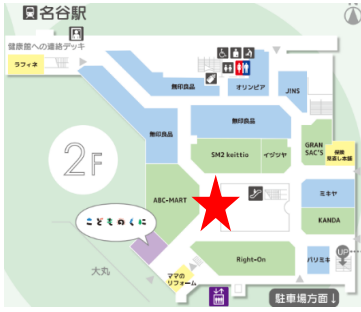 名谷駅
N
健康館への連絡デッキ
ラフィネ
無印良品
オリンピア
JINS
無印良品
無印良品
SM2 keittio
イジツヤ
GRAN SAC'S
保険見直し本舗
2F
ABC-MART
ミキヤ
KANDA
こどものくに
大丸
ママのリフォーム
Right-On
パリミキ
UP
駐車場方面↓